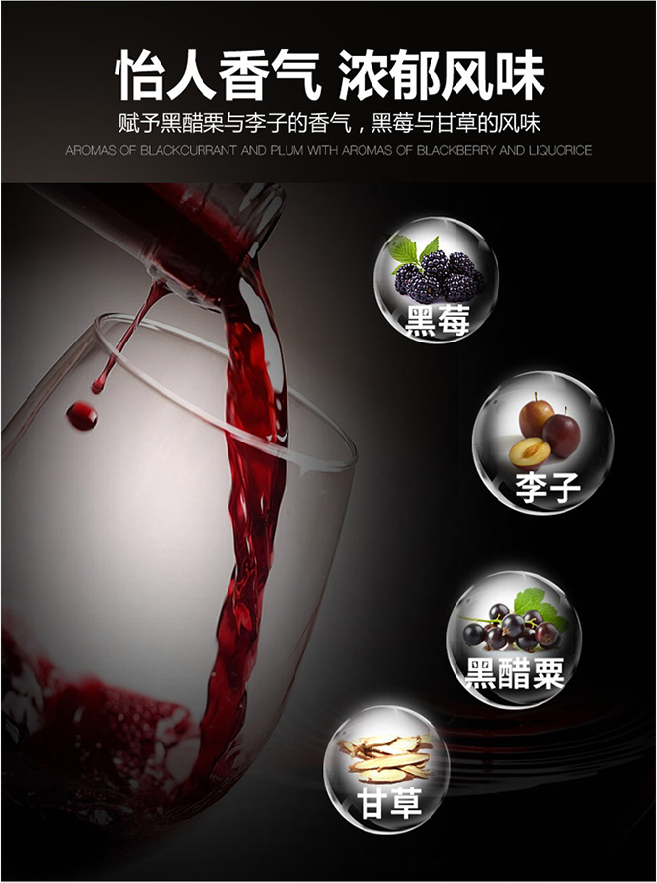 怡人香气 浓郁风味
赋予黑醋栗与李子的香气，黑莓与甘草的风味
AROMAS OF BLACKCURRANT AND PLUM WITH AROMAS OF BLACKBERRY AND LIQUORICE
黑莓
李子
黑醋粟
甘草